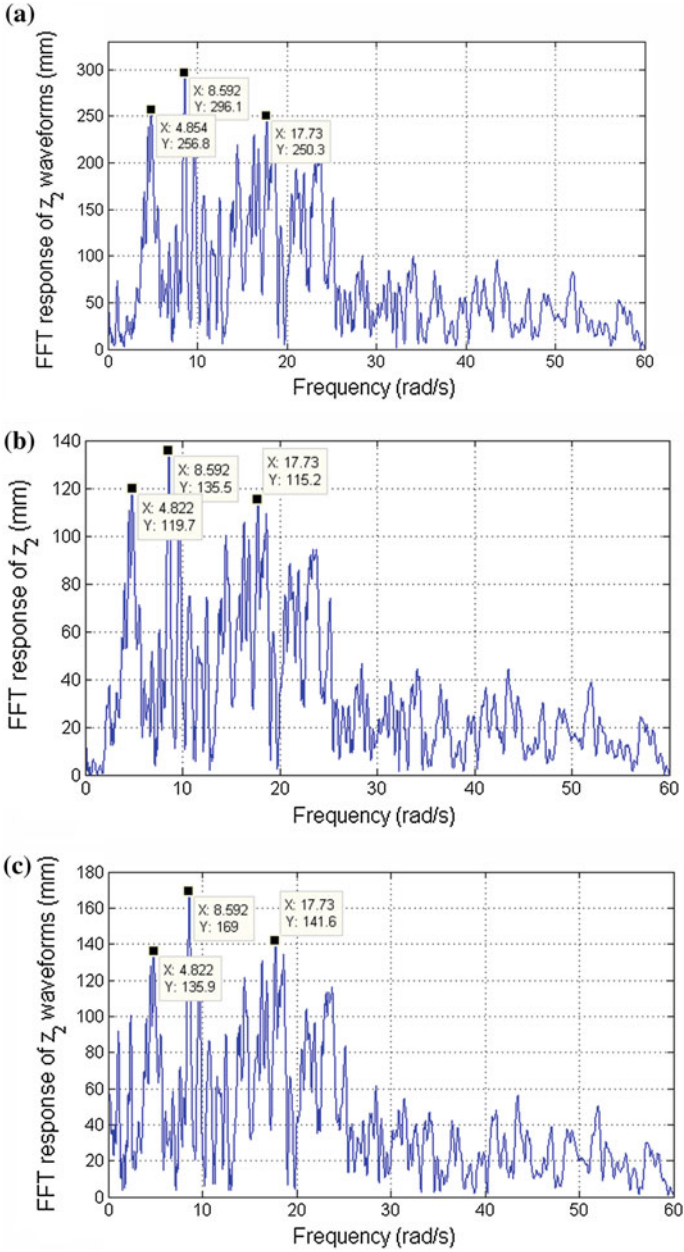 (a)
FFT response of z2 waveforms (mm)
300
250
200
150
100
50
0
X: 4.854
Y: 256.8
X: 8.592
Y: 296.1
X: 17.73
Y: 250.3
0 10 20 30 40 50 60
Frequency (rad/s)
(b)
FFT response of z2 (mm)
140
120
100
80
60
40
20
0
X: 4.822
Y: 119.7
X: 8.592
Y: 135.5
X: 17.73
Y: 115.2
0 10 20 30 40 50 60
Frequency (rad/s)
(c)
FFT response of z2 waveforms (mm)
180
160
140
120
100
80
60
40
20
0
X: 4.822
Y: 135.9
X: 8.592
Y: 169
X: 17.73
Y: 141.6
0 10 20 30 40 50 60
Frequency (rad/s)